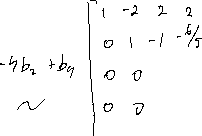 1 -2 2 2
0 1 -1 -6/5
-4b₂ + b₄ 0 0
~ 0 0